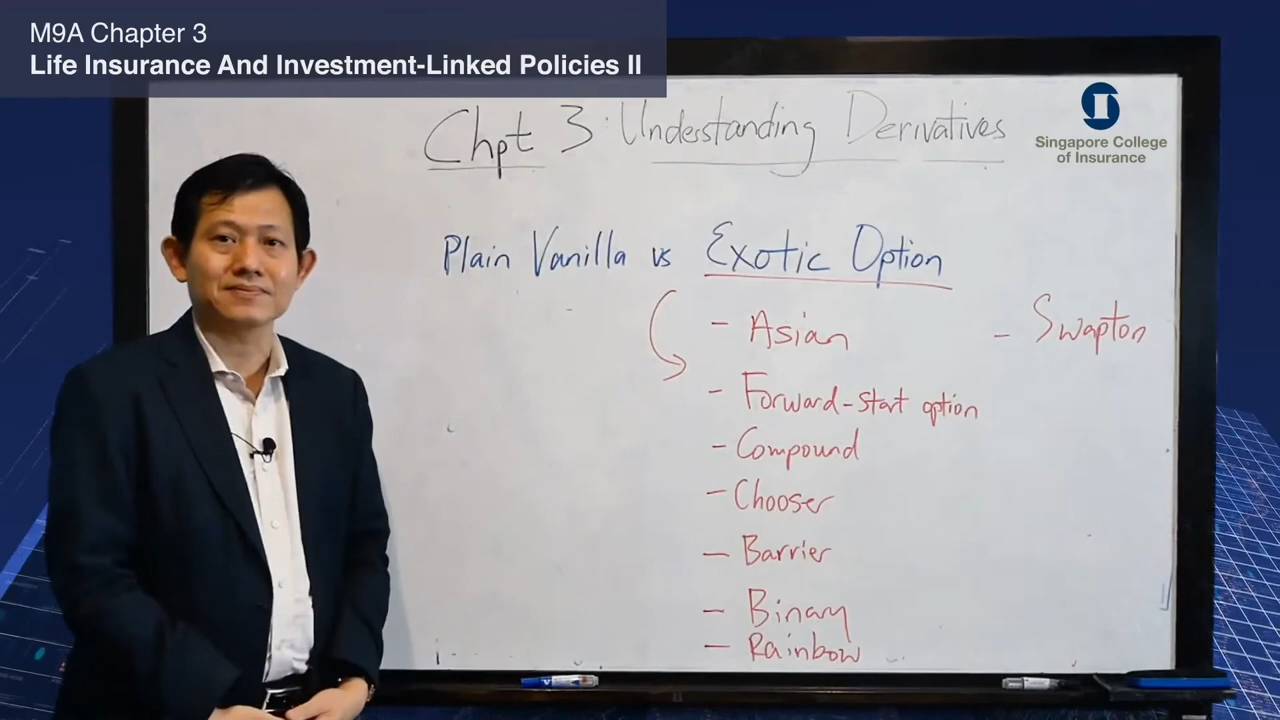 M9A Chapter 3
Life Insurance And Investment-Linked Policies II
Singapore College
of Insurance
Chpt 3: Understanding Derivatives
Plain Vanilla vs Exotic Option
- Asian
- Swapton
- Forward-start option
- Compound
- Chooser
- Barrier
- Binary
- Rainbow